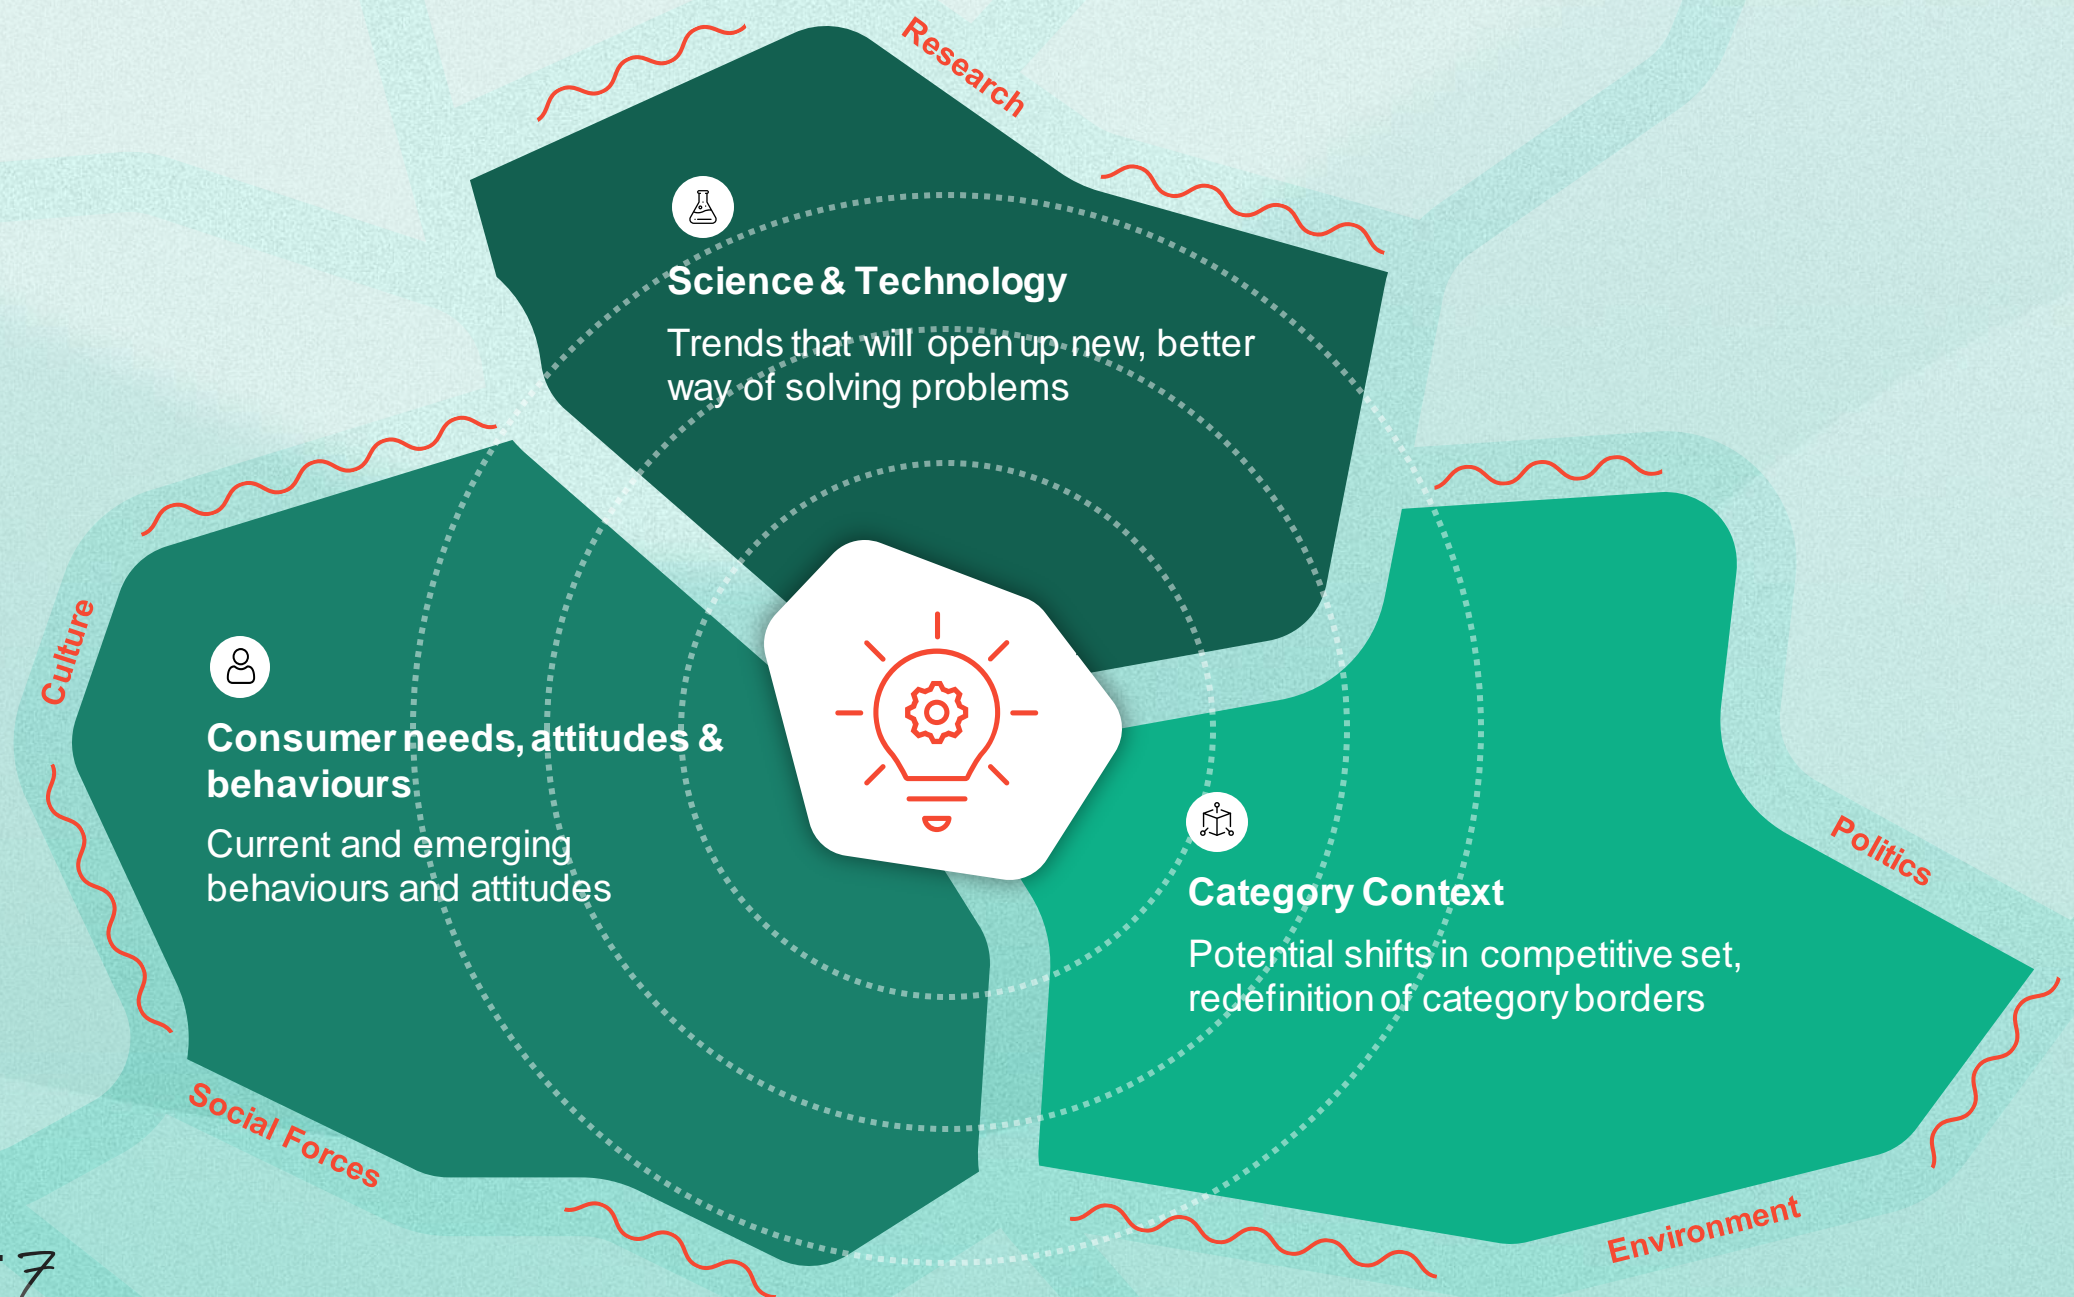 Research
Science & Technology
Trends that will open up new, better
way of solving problems
Culture
Consumer needs, attitudes &
behaviours
Current and emerging
behaviours and attitudes
Politics
Category Context
Potential shifts in competitive set,
redefinition of category borders
Social Forces
Environment
7